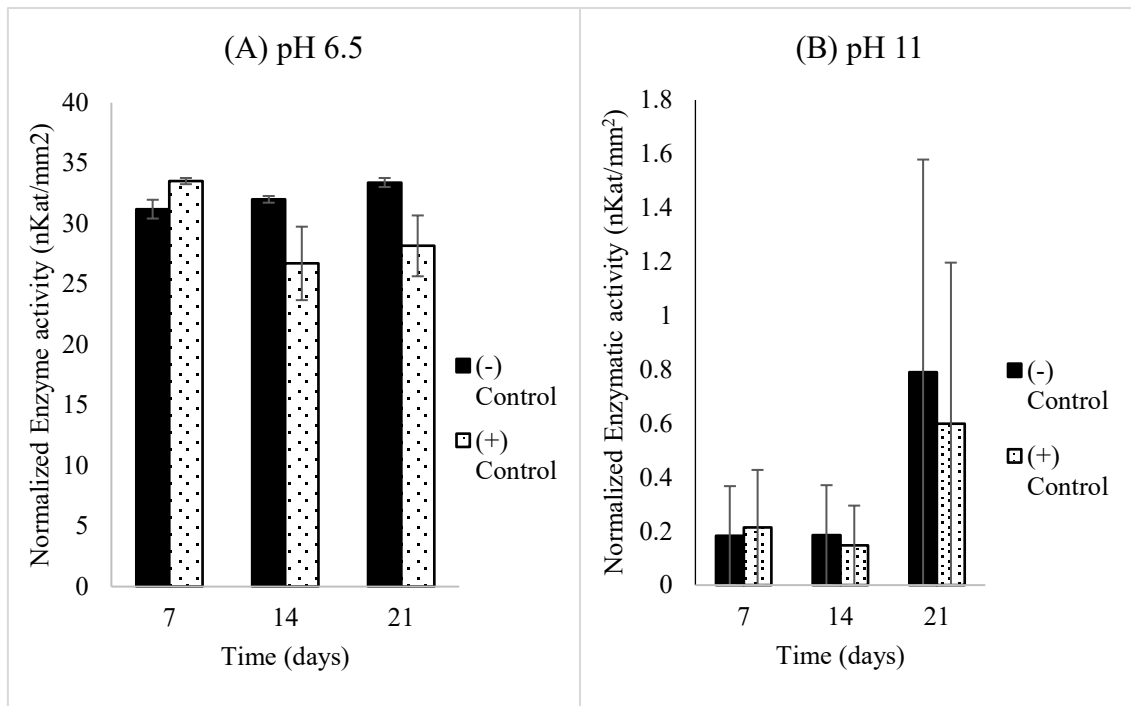 (A) pH 6.5
Normalized Enzyme activity (nKat/mm2)
40
35
30
25
20
15
10
5
0
7 14 21
Time (days)
(-)
Control
(+)
Control
(B) pH 11
Normalized Enzymatic activity (nKat/mm²)
1.8
1.6
1.4
1.2
1
0.8
0.6
0.4
0.2
0
7 14 21
Time (days)
(-)
Control
(+)
Control